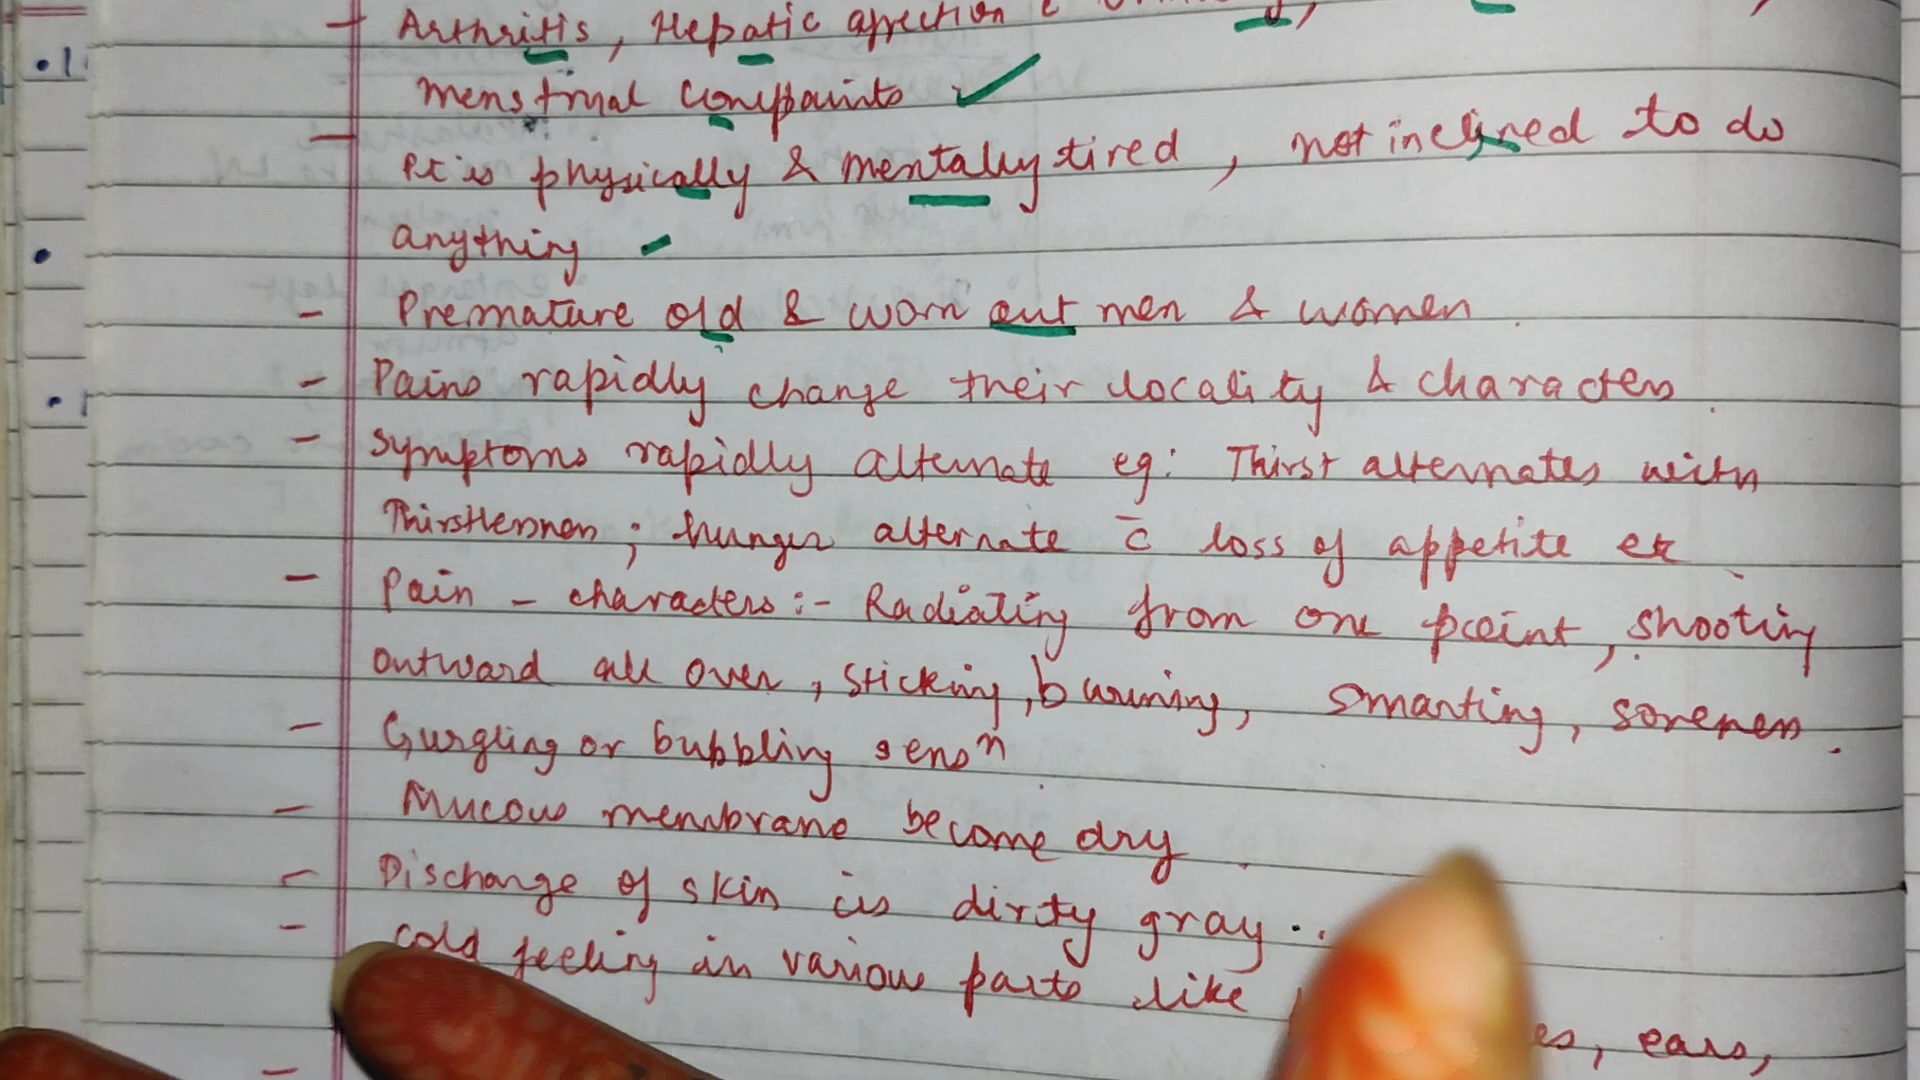 Arthritis, Hepatic affection c̄
menstrual complaints
Pt is physically & mentally tired, not inclined to do
anything
- Premature old & worn out men & women.
- Pains rapidly change their locality & characters.
- Symptoms rapidly alternate eg: Thirst alternates with
Thirstlessness; hunger alternate c̄ loss of appetite etc.
- Pain - characters:- Radiating from one point, shooting
outward all over, sticking, burning, smarting, soreness.
- Gurgling or bubbling sensⁿ
- Mucous membrane become dry.
- Discharge of skin is dirty gray..
- cold feeling in various parts like
es, ears,